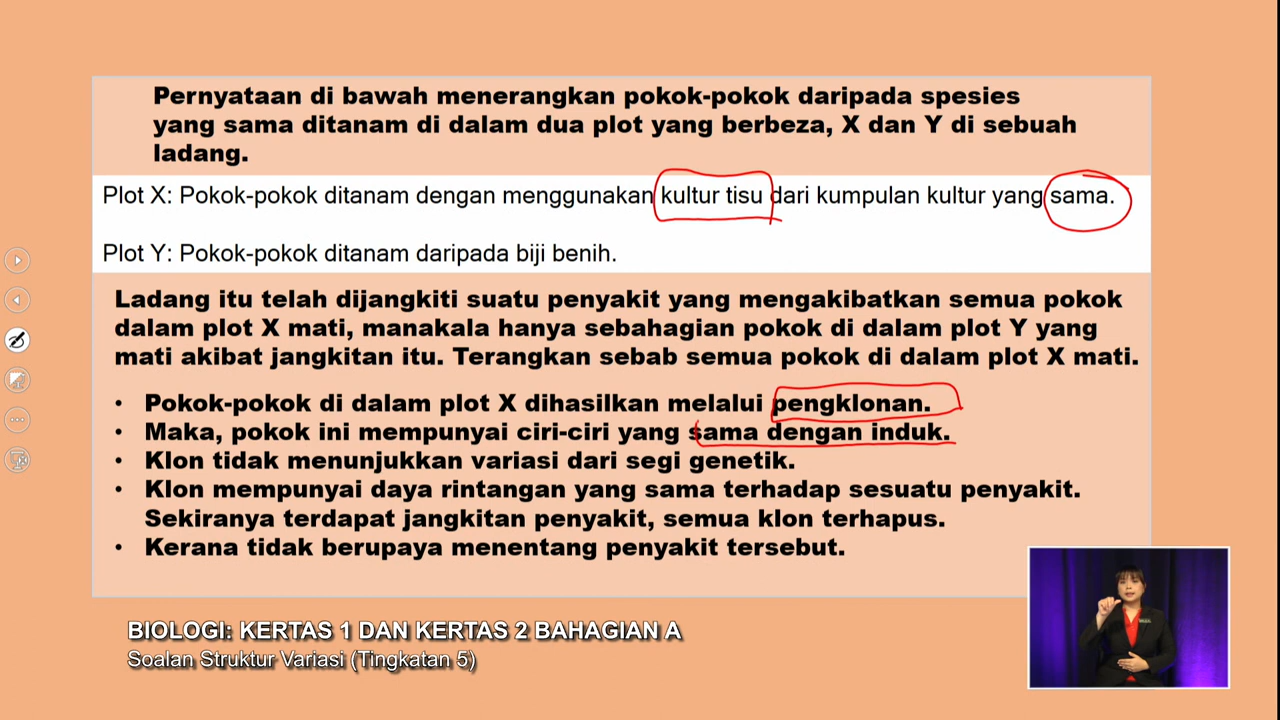 Pernyataan di bawah menerangkan pokok-pokok daripada spesies
yang sama ditanam di dalam dua plot yang berbeza, X dan Y di sebuah
ladang.
Plot X: Pokok-pokok ditanam dengan menggunakan kultur tisu dari kumpulan kultur yang sama.
Plot Y: Pokok-pokok ditanam daripada biji benih.
Ladang itu telah dijangkiti suatu penyakit yang mengakibatkan semua pokok
dalam plot X mati, manakala hanya sebahagian pokok di dalam plot Y yang
mati akibat jangkitan itu. Terangkan sebab semua pokok di dalam plot X mati.
• Pokok-pokok di dalam plot X dihasilkan melalui pengklonan.
• Maka, pokok ini mempunyai ciri-ciri yang sama dengan induk.
• Klon tidak menunjukkan variasi dari segi genetik.
• Klon mempunyai daya rintangan yang sama terhadap sesuatu penyakit.
Sekiranya terdapat jangkitan penyakit, semua klon terhapus.
• Kerana tidak berupaya menentang penyakit tersebut.
BIOLOGI: KERTAS 1 DAN KERTAS 2 BAHAGIAN A
Soalan Struktur Variasi (Tingkatan 5)